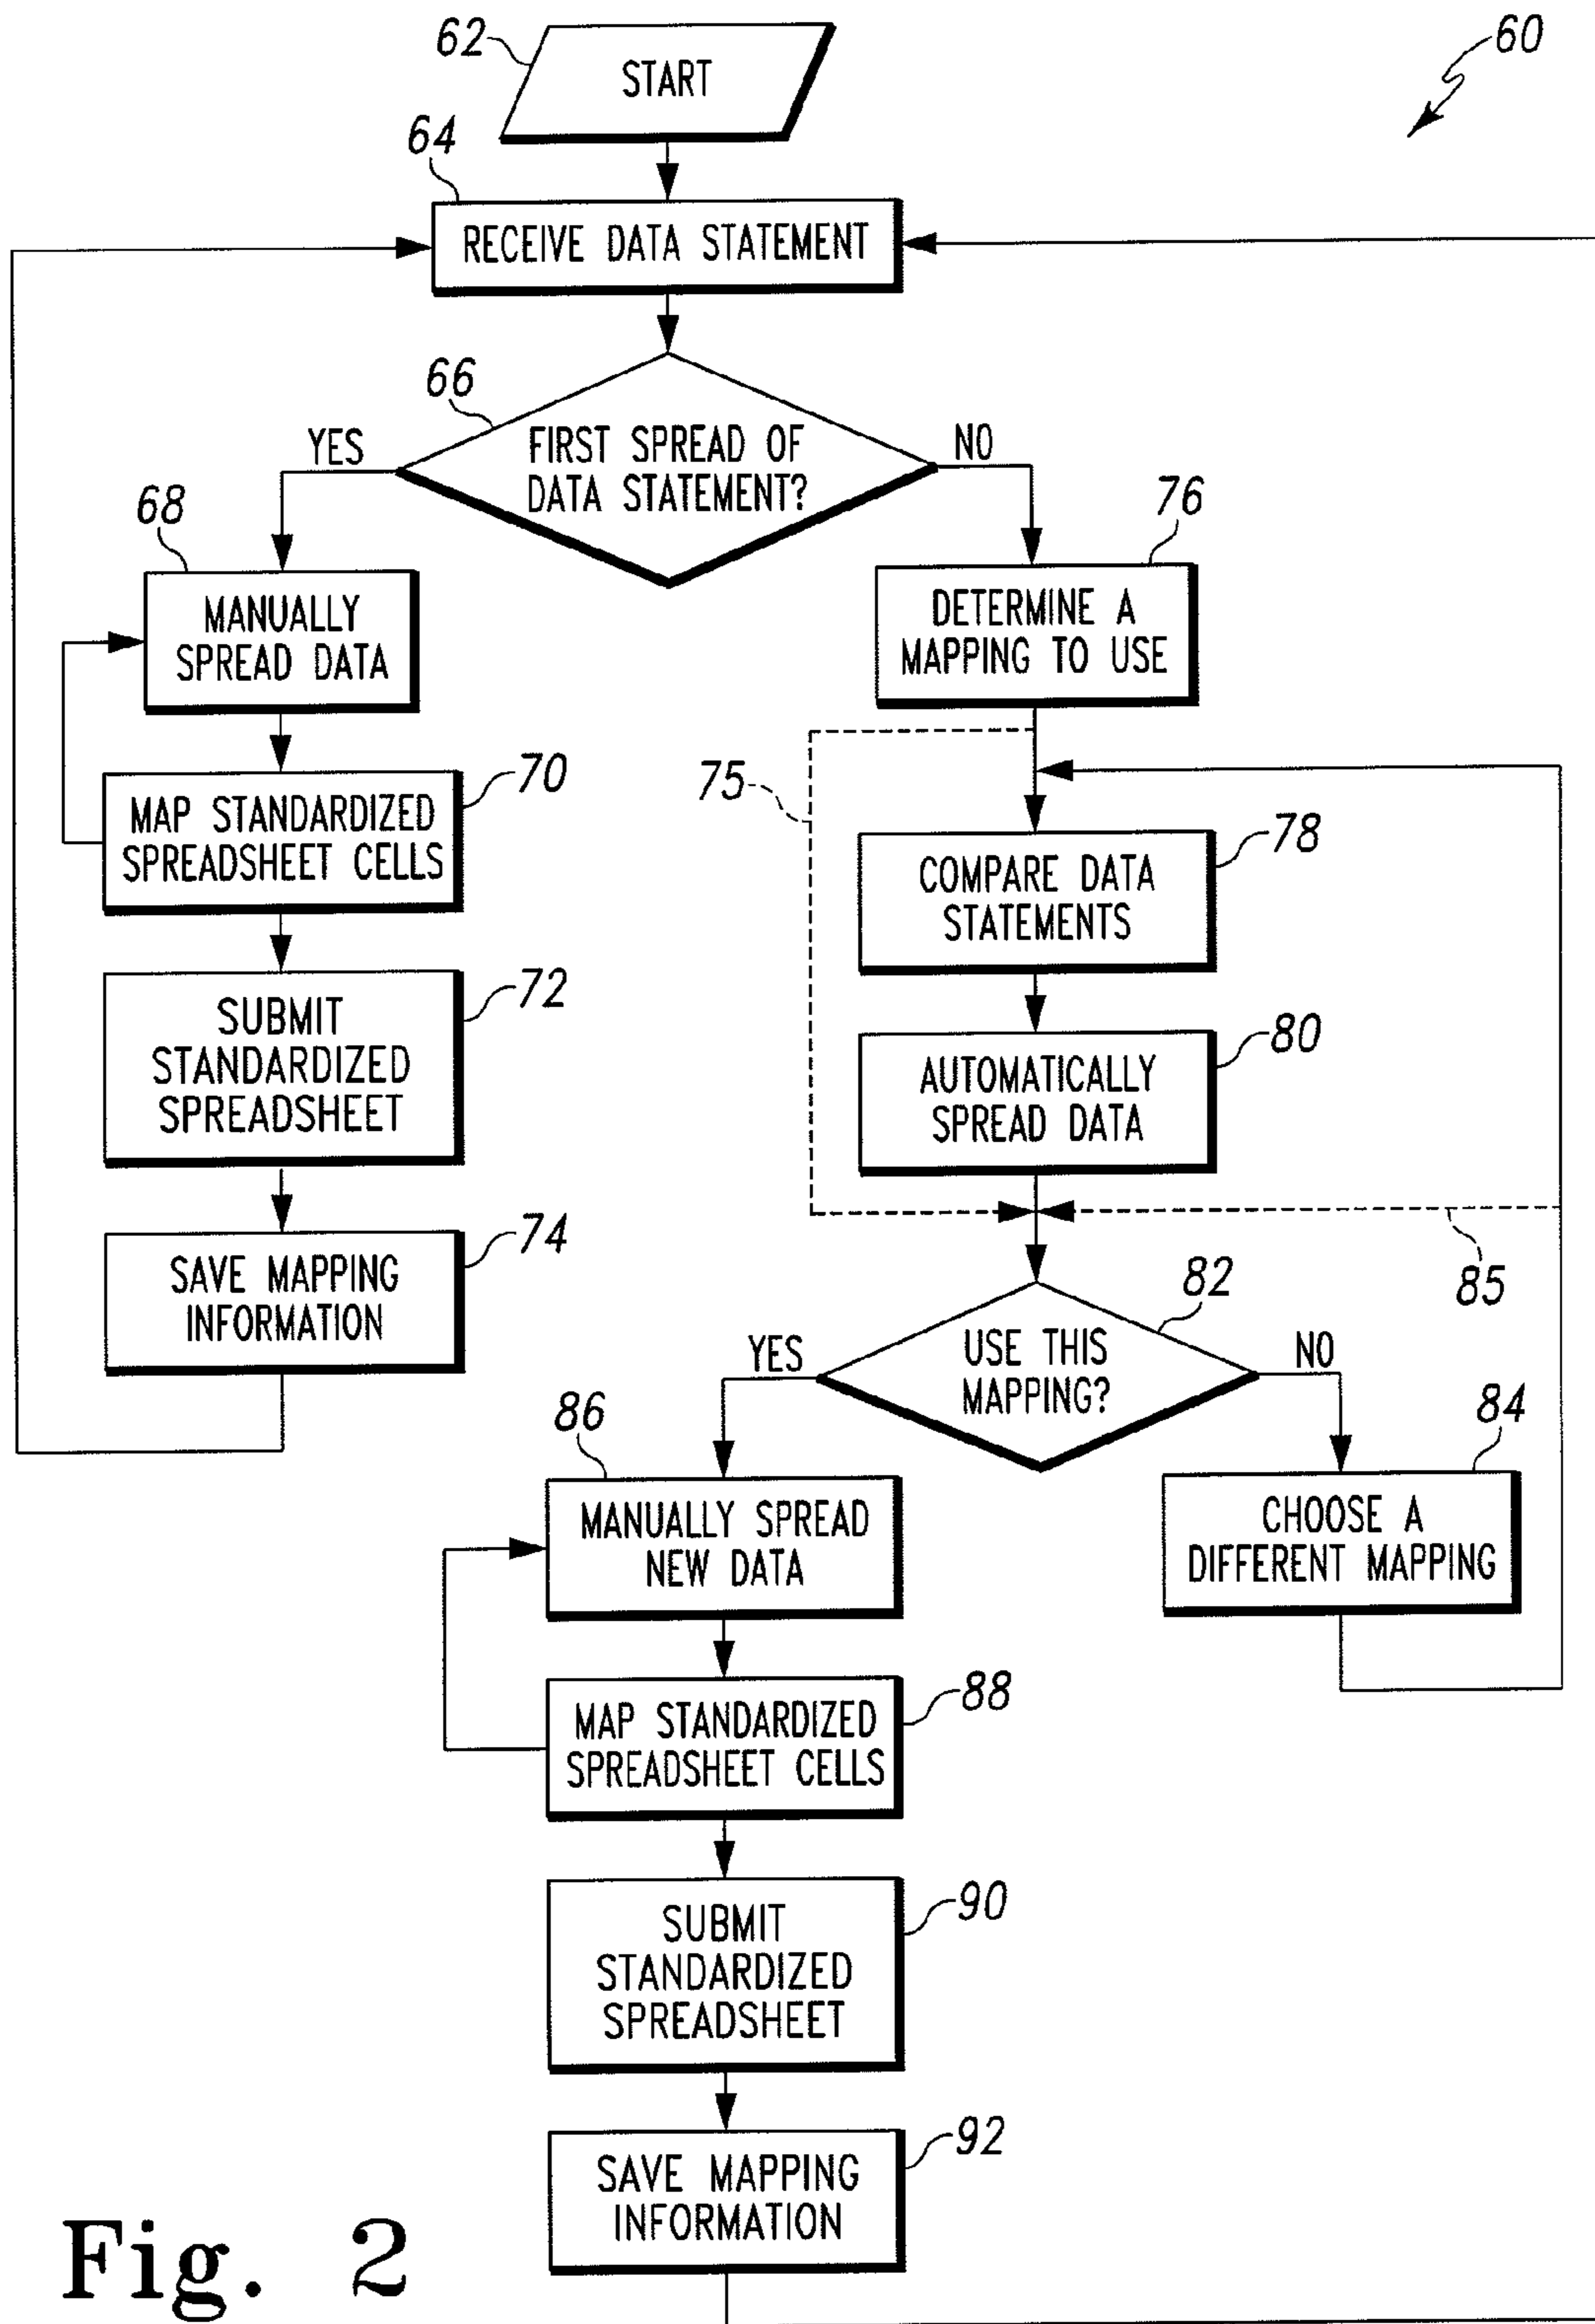 62
START
60
64
RECEIVE DATA STATEMENT
66
YES
FIRST SPREAD OF
DATA STATEMENT?
NO
68
MANUALLY
SPREAD DATA
76
DETERMINE A
MAPPING TO USE
70
MAP STANDARDIZED
SPREADSHEET CELLS
75
78
COMPARE DATA
STATEMENTS
72
SUBMIT
STANDARDIZED
SPREADSHEET
80
AUTOMATICALLY
SPREAD DATA
74
SAVE MAPPING
INFORMATION
85
82
YES
USE THIS
MAPPING?
NO
86
MANUALLY SPREAD
NEW DATA
84
CHOOSE A
DIFFERENT MAPPING
88
MAP STANDARDIZED
SPREADSHEET CELLS
90
SUBMIT
STANDARDIZED
SPREADSHEET
92
SAVE MAPPING
INFORMATION
Fig. 2